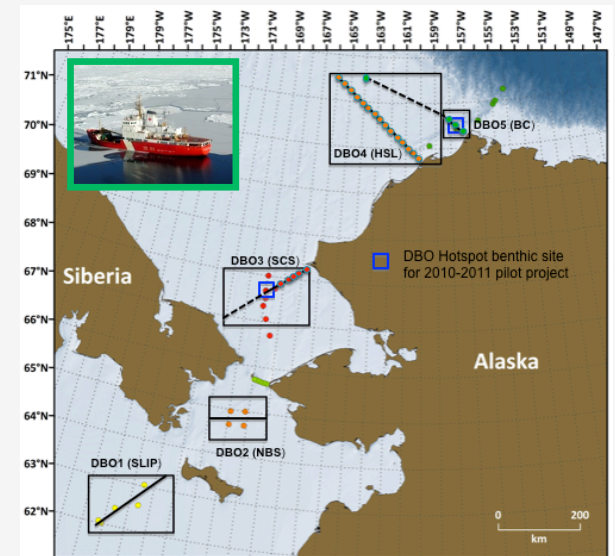 175°E 177°E 179°E 179°W 177°W 175°W 173°W 171°W 169°W 167°W 165°W 163°W 161°W 159°W 157°W 155°W 153°W 151°W 149°W 147°W
71°N
70°N
69°N
68°N
67°N
66°N
65°N
64°N
63°N
62°N
DBO5 (BC)
DBO4 (HSL)
DBO3 (SCS)
DBO Hotspot benthic site
for 2010-2011 pilot project
Siberia
Alaska
DBO2 (NBS)
DBO1 (SLIP)
0 200
km